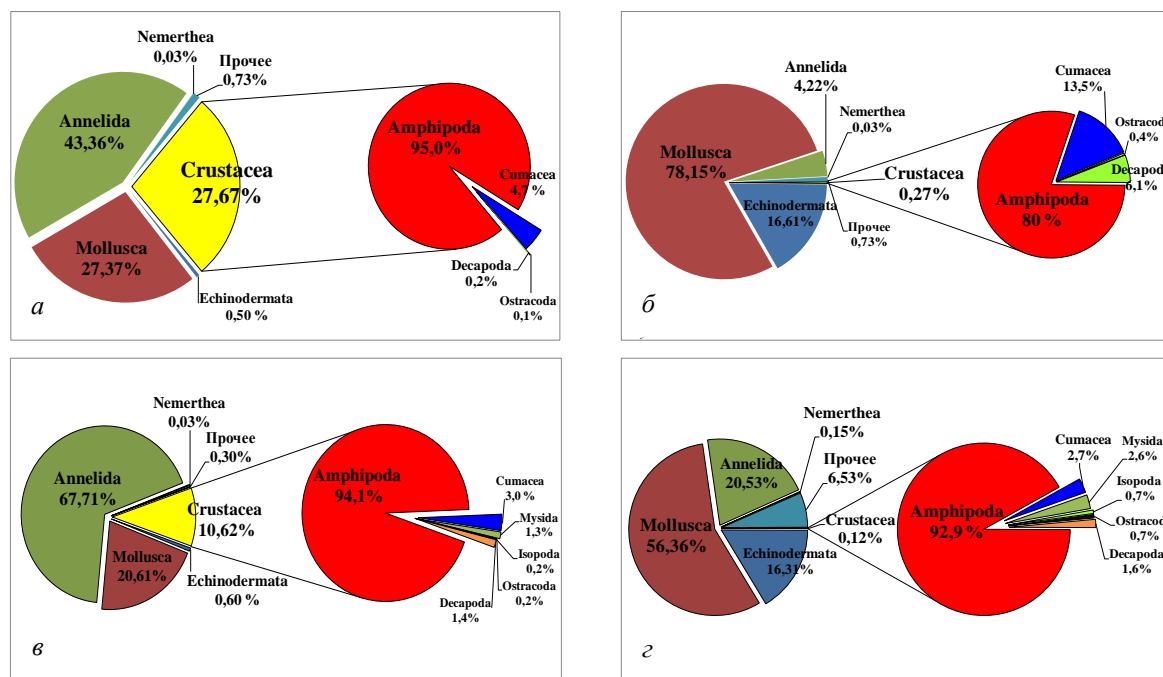 Nemerthea
0,03%
Прочее
0,73%
Annelida
43,36%
Crustacea
27,67%
Mollusca
27,37%
Echinodermata
0,50 %
Amphipoda
95,0%
Cumacea
4,7 %
Decapoda
0,2%
Ostracoda
0,1%
а
Annelida
4,22%
Nemerthea
0,03%
Mollusca
78,15%
Crustacea
0,27%
Echinodermata
16,61%
Прочее
0,73%
Cumacea
13,5%
Ostracoda
0,4%
Decapoda
6,1%
Amphipoda
80 %
б
Nemerthea
0,03%
Прочее
0,30%
Annelida
67,71%
Crustacea
10,62%
Mollusca
20,61%
Echinodermata
0,60 %
Amphipoda
94,1%
Cumacea
3,0 %
Mysida
1,3%
Isopoda
0,2%
Ostracoda
0,2%
Decapoda
1,4%
в
Nemerthea
0,15%
Прочее
6,53%
Annelida
20,53%
Mollusca
56,36%
Crustacea
0,12%
Echinodermata
16,31%
Amphipoda
92,9%
Cumacea
2,7%
Mysida
2,6%
Isopoda
0,7%
Ostracoda
0,7%
Decapoda
1,6%
г